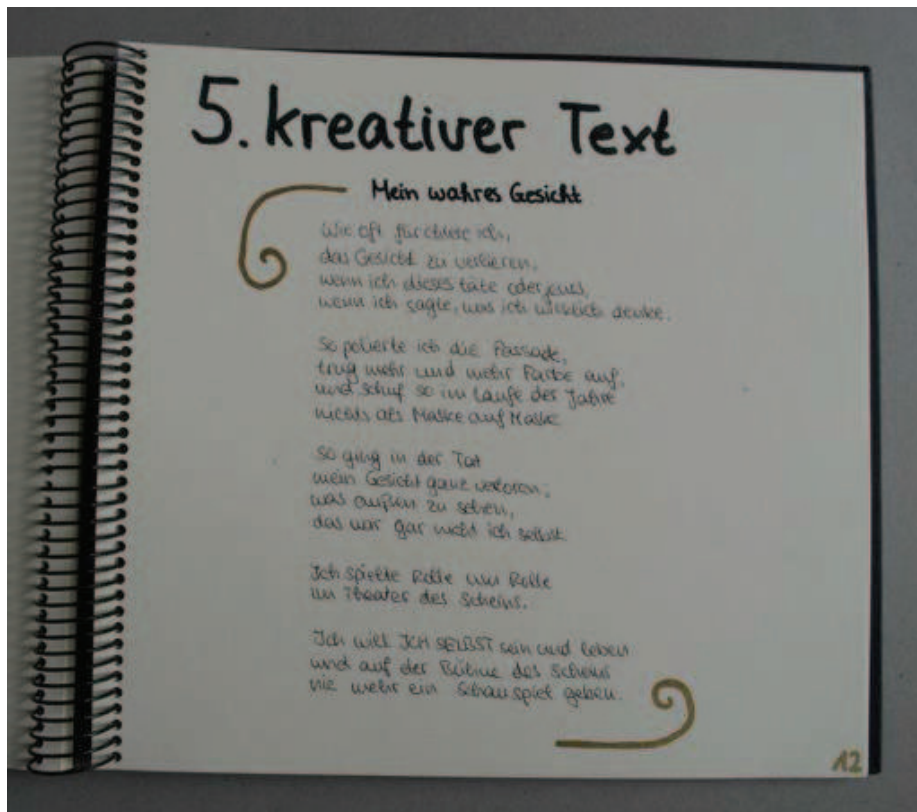 5. kreativer Text
Mein wahres Gesicht
Wie oft fürchtete ich,
das Gesicht zu verlieren,
wenn ich dieses täte oder jenes,
wenn ich sagte, was ich wirklich denke.
So polierte ich die Fassade,
trug mehr und mehr Farbe auf,
und schuf so im Laufe der Jahre
nichts als Maske auf Maske.
So ging in der Tat
mein Gesicht ganz verloren;
was außen zu sehen,
das war gar nicht ich selbst.
Ich spielte Rolle um Rolle
im Theater des Scheins.
Ich will ICH SELBST sein und leben
und auf der Bühne des Scheins
nie mehr ein Schauspiel geben.
12